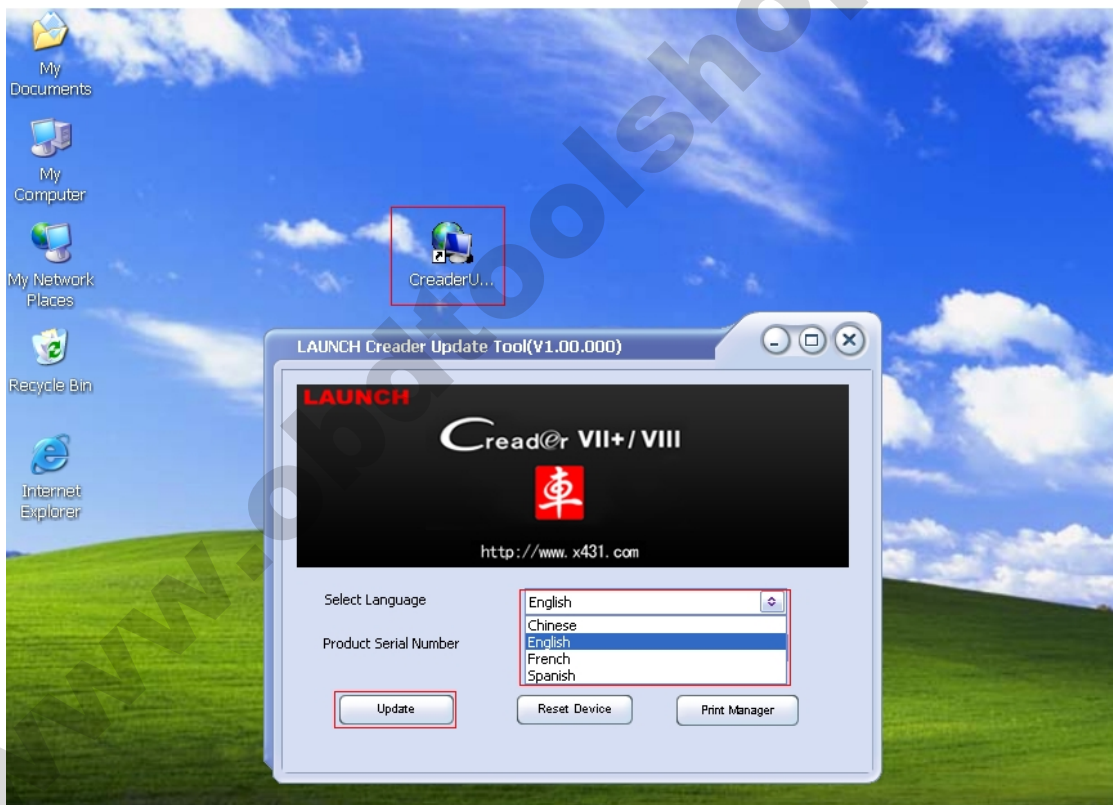 My
Documents
My
Computer
My Network
Places
Recycle Bin
Internet
Explorer
CreaderU...
LAUNCH Creader Update Tool(V1.00.000)
LAUNCH
Creader VII+/ VIII
車
http://www.x431.com
Select Language
English
Chinese
English
French
Spanish
Product Serial Number
Update
Reset Device
Print Manager
www.obdtoolsho